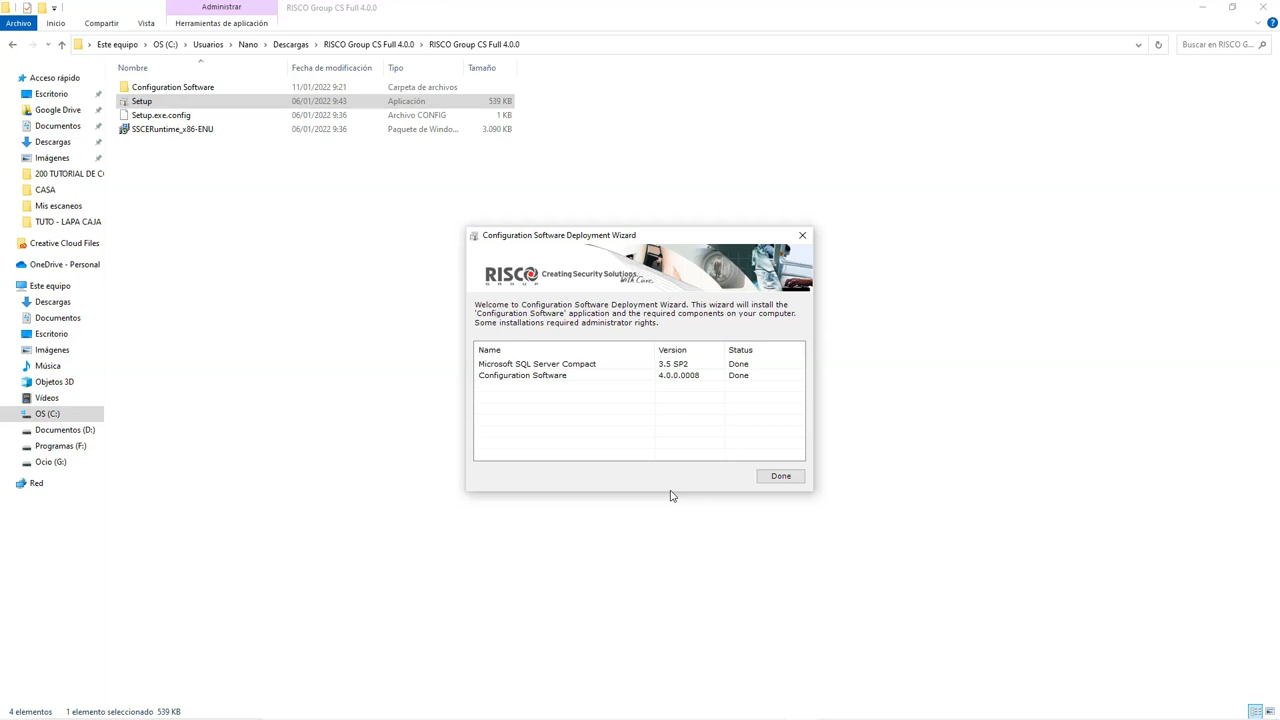 Administrar
RISCO Group CS Full 4.0.0
Archivo
Inicio
Compartir
Vista
Herramientas de aplicación
Este equipo
OS (C:)
Usuarios
Nano
Descargas
RISCO Group CS Full 4.0.0
RISCO Group CS Full 4.0.0
Buscar en RISCO G...
Nombre
Fecha de modificación
Tipo
Tamaño
Acceso rápido
Escritorio
Google Drive
Documentos
Descargas
Imágenes
200 TUTORIAL DE CO
CASA
Mis escaneos
TUTO - LAPA CAJA
Creative Cloud Files
OneDrive - Personal
Este equipo
Descargas
Documentos
Escritorio
Imágenes
Música
Objetos 3D
Vídeos
OS (C:)
Documentos (D:)
Programas (F:)
Ocio (G:)
Red
Configuration Software 11/01/2022 9:21 Carpeta de archivos
Setup 06/01/2022 9:43 Aplicación 539 KB
Setup.exe.config 06/01/2022 9:36 Archivo CONFIG 1 KB
SSCERuntime_x86-ENU 06/01/2022 9:36 Paquete de Windo... 3.090 KB
Configuration Software Deployment Wizard
RISCO
GROUP
Creating Security Solutions...
With Care.
Welcome to Configuration Software Deployment Wizard. This wizard will install the
'Configuration Software' application and the required components on your computer.
Some installations required administrator rights.
Name Version Status
Microsoft SQL Server Compact 3.5 SP2 Done
Configuration Software 4.0.0.0008 Done
Done
4 elementos
1 elemento seleccionado 539 KB